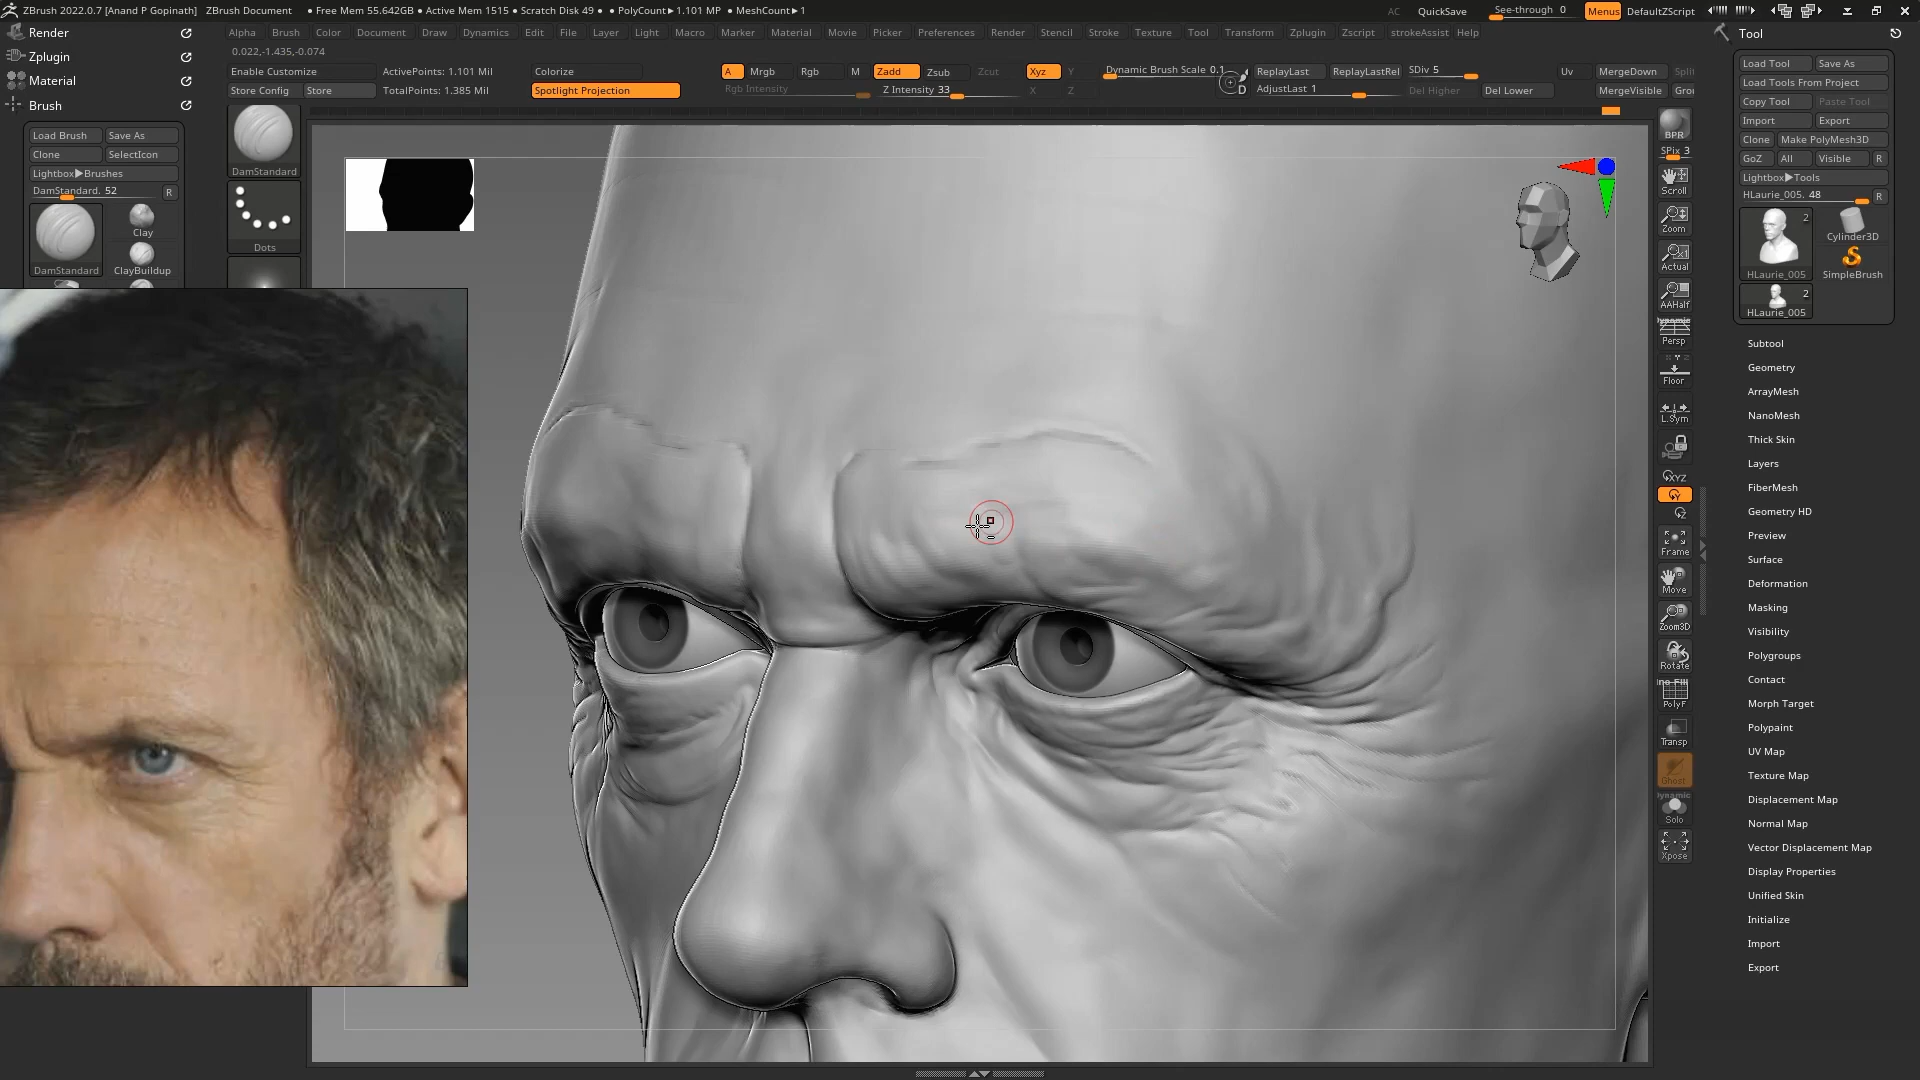 ZBrush 2022.0.7 [Anand P Gopinath] ZBrush Document • Free Mem 55.642GB • Active Mem 1515 • Scratch Disk 49 • PolyCount▶1.101 MP • MeshCount▶1 AC QuickSave See-through 0 Menus DefaultZScript
Render
Zplugin
Material
Brush
Alpha Brush Color Document Draw Dynamics Edit File Layer Light Macro Marker Material Movie Picker Preferences Render Stencil Stroke Texture Tool Transform Zplugin Zscript strokeAssist Help
0.022,-1.435,-0.074
Enable Customize ActivePoints: 1.101 Mil Colorize A Mrgb Rgb M Zadd Zsub Zcut Xyz Y Dynamic Brush Scale 0.1 ReplayLast ReplayLastRel SDiv 5 Uv MergeDown Split
Store Config Store TotalPoints: 1.385 Mil Spotlight Projection Rgb Intensity Z Intensity 33 X Z D AdjustLast 1 Del Higher Del Lower MergeVisible Grou
Load Brush Save As
Clone SelectIcon
Lightbox▶Brushes
DamStandard. 52 R
DamStandard
Clay
ClayBuildup
DamStandard
Dots
BPR
SPix 3
Scroll
Zoom
Actual
AAHalf
Dynamic
Persp
Floor
L.Sym
XYZ
Y
Z
Frame
Move
Zoom3D
Rotate
PolyF
Transp
Ghost
Dynamic
Solo
Xpose
Tool
Load Tool Save As
Load Tools From Project
Copy Tool Paste Tool
Import Export
Clone Make PolyMesh3D
GoZ All Visible R
Lightbox▶Tools
HLaurie_005. 48 R
2
HLaurie_005
Cylinder3D
SimpleBrush
2
HLaurie_005
Subtool
Geometry
ArrayMesh
NanoMesh
Thick Skin
Layers
FiberMesh
Geometry HD
Preview
Surface
Deformation
Masking
Visibility
Polygroups
Contact
Morph Target
Polypaint
UV Map
Texture Map
Displacement Map
Normal Map
Vector Displacement Map
Display Properties
Unified Skin
Initialize
Import
Export